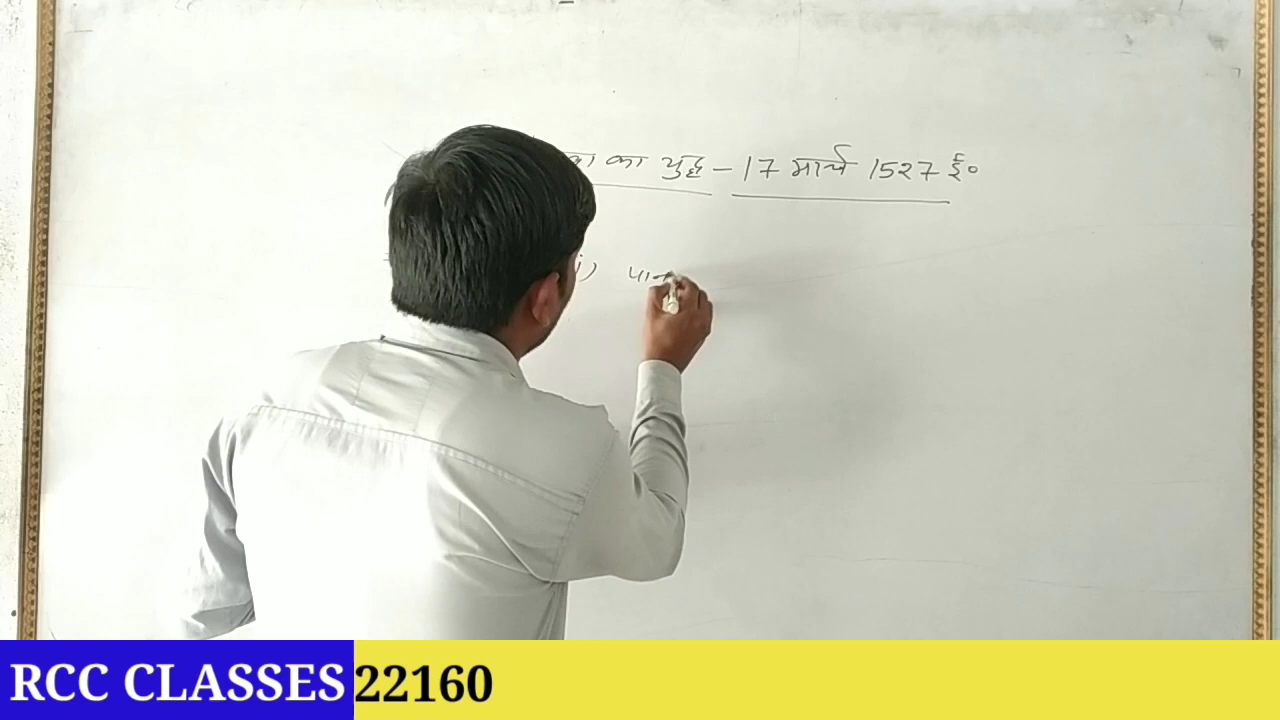 का युद्ध – 17 मार्च 1527 ई०
RCC CLASSES 22160